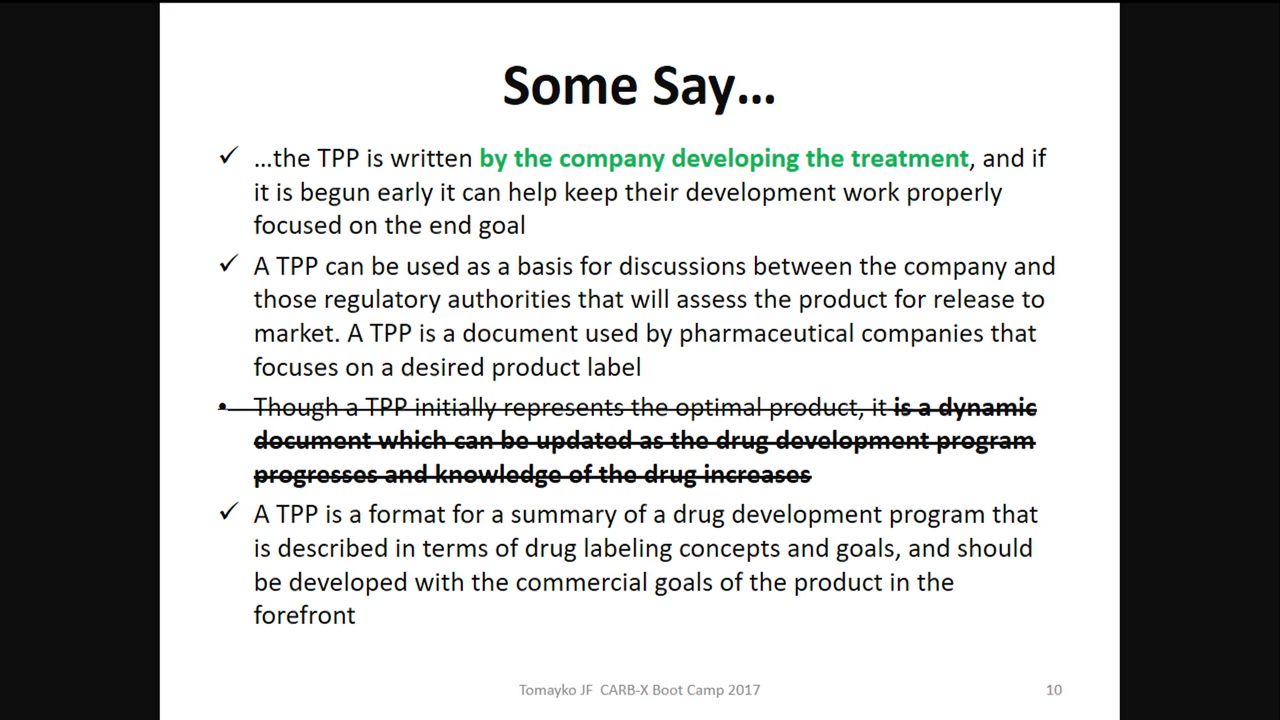 Some Say...
✓ ...the TPP is written by the company developing the treatment, and if
it is begun early it can help keep their development work properly
focused on the end goal
✓ A TPP can be used as a basis for discussions between the company and
those regulatory authorities that will assess the product for release to
market. A TPP is a document used by pharmaceutical companies that
focuses on a desired product label
• Though a TPP initially represents the optimal product, it is a dynamic
document which can be updated as the drug development program
progresses and knowledge of the drug increases
✓ A TPP is a format for a summary of a drug development program that
is described in terms of drug labeling concepts and goals, and should
be developed with the commercial goals of the product in the
forefront
Tomayko JF CARB-X Boot Camp 2017
10